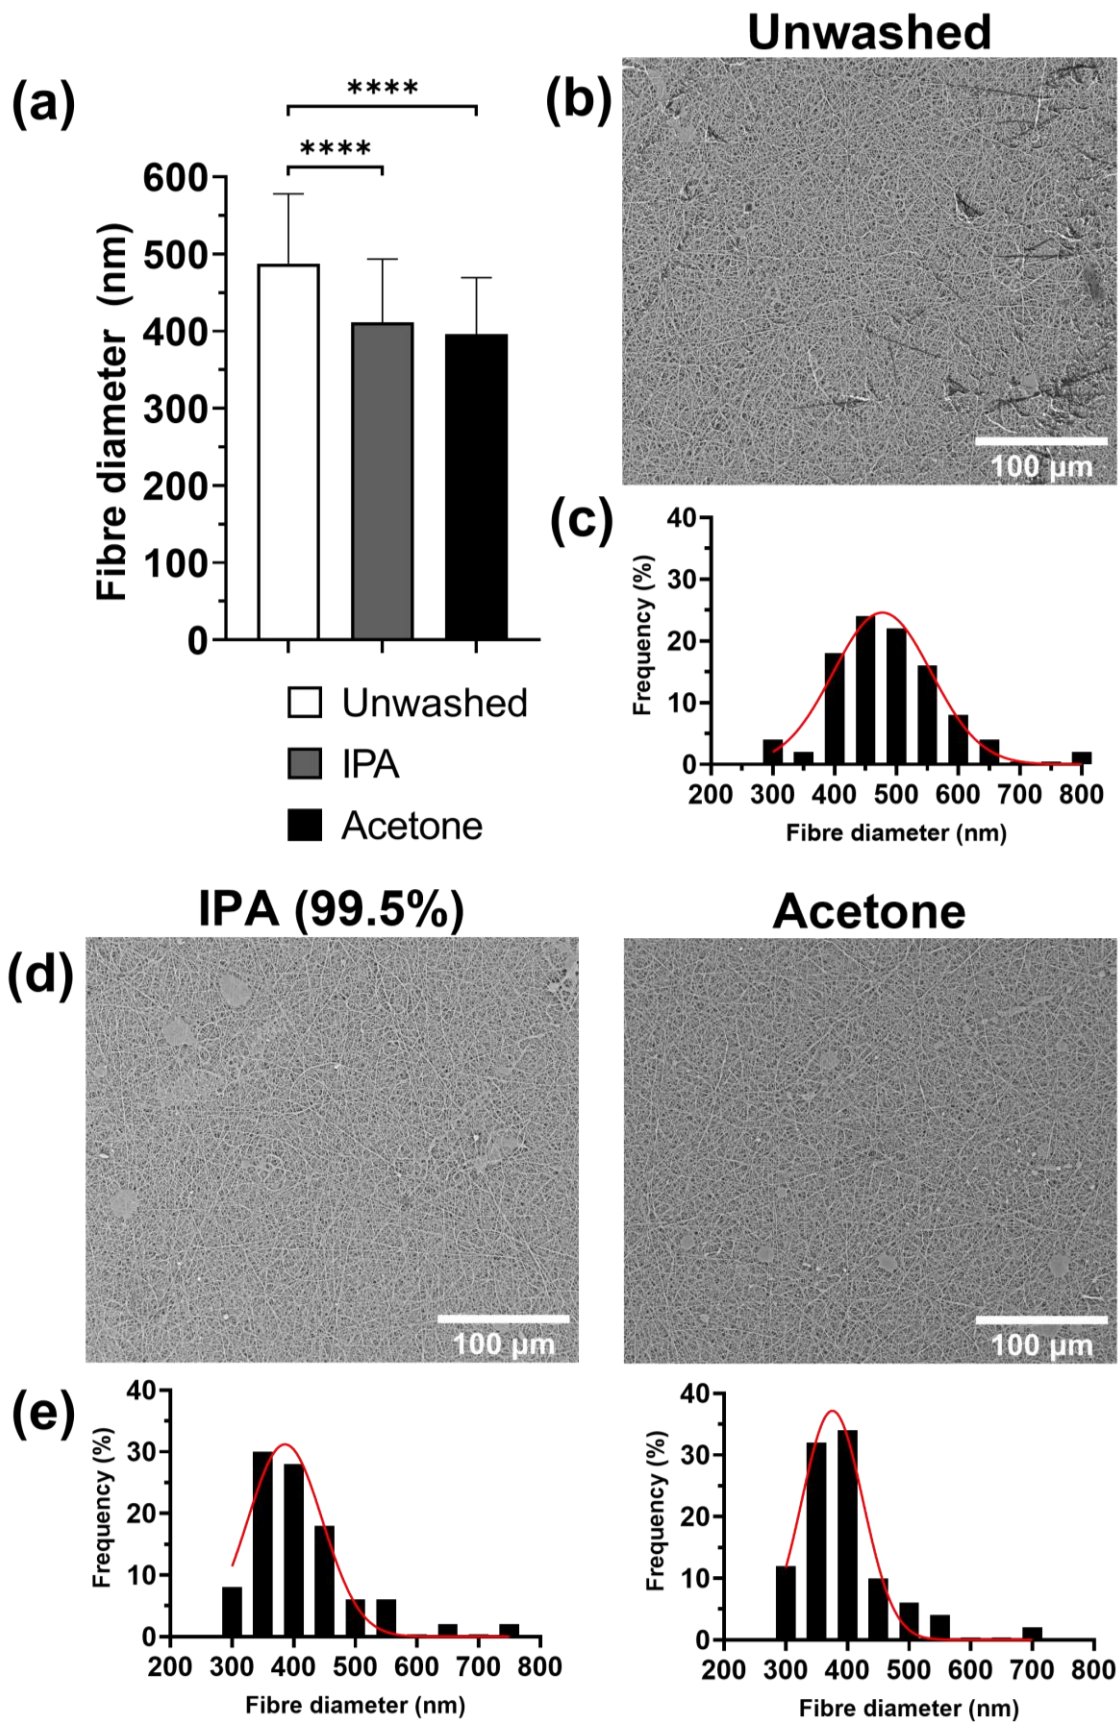 (a)
****
****
Fibre diameter (nm)
600
500
400
300
200
100
0
Unwashed
IPA
Acetone
Unwashed
(b)
100 µm
(c)
Frequency (%)
40
30
20
10
0
200 300 400 500 600 700 800
Fibre diameter (nm)
IPA (99.5%)
Acetone
(d)
100 µm
100 µm
(e)
Frequency (%)
40
30
20
10
0
200 300 400 500 600 700 800
Fibre diameter (nm)
Frequency (%)
40
30
20
10
0
200 300 400 500 600 700 800
Fibre diameter (nm)